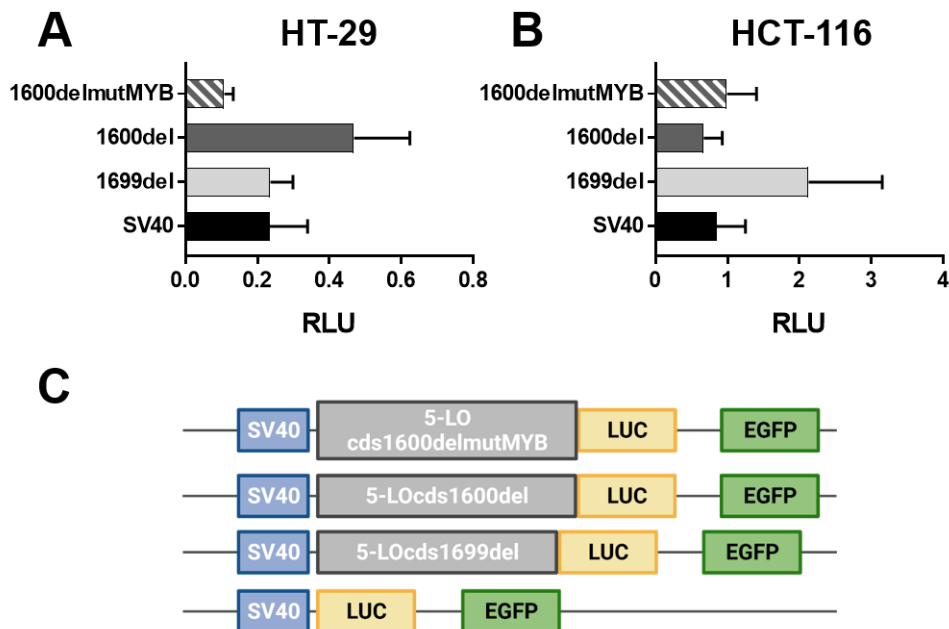 A
HT-29
1600delmutMYB
1600del
1699del
SV40
0.0 0.2 0.4 0.6 0.8
RLU
B
HCT-116
1600delmutMYB
1600del
1699del
SV40
0 1 2 3 4
RLU
C
SV40 5-LO
cds1600delmutMYB LUC EGFP
SV40 5-LOcds1600del LUC EGFP
SV40 5-LOcds1699del LUC EGFP
SV40 LUC EGFP